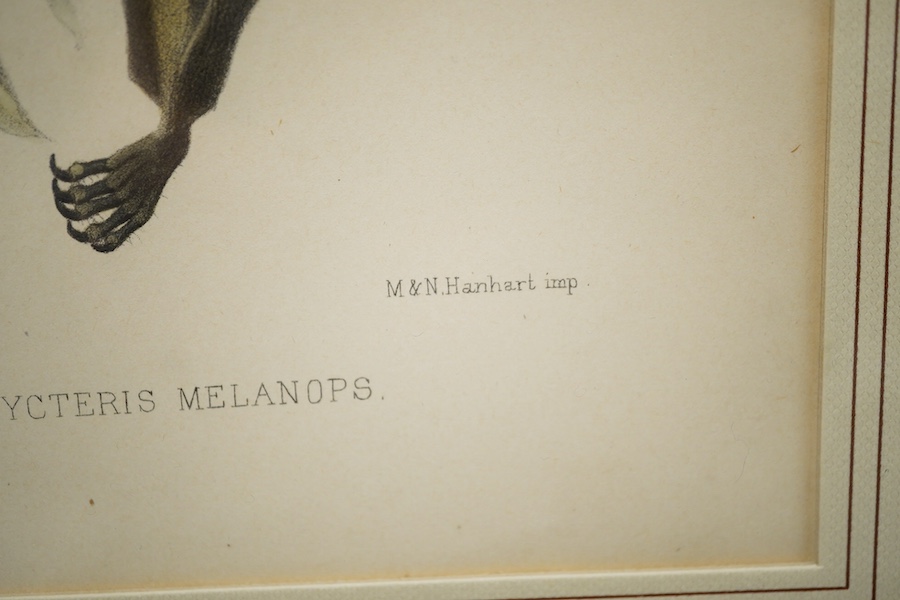 M & N. Hanhart imp.
YCTERIS MELANOPS.